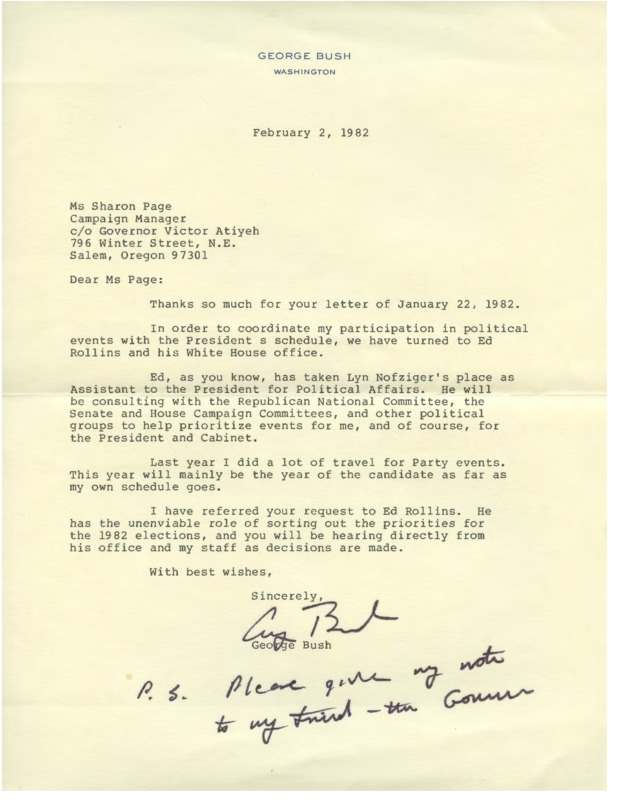 GEORGE BUSH
WASHINGTON
February 2, 1982
Ms Sharon Page
Campaign Manager
c/o Governor Victor Atiyeh
796 Winter Street, N.E.
Salem, Oregon 97301
Dear Ms Page:
Thanks so much for your letter of January 22, 1982.
In order to coordinate my participation in political
events with the President s schedule, we have turned to Ed
Rollins and his White House office.
Ed, as you know, has taken Lyn Nofziger's place as
Assistant to the President for Political Affairs. He will
be consulting with the Republican National Committee, the
Senate and House Campaign Committees, and other political
groups to help prioritize events for me, and of course, for
the President and Cabinet.
Last year I did a lot of travel for Party events.
This year will mainly be the year of the candidate as far as
my own schedule goes.
I have referred your request to Ed Rollins. He
has the unenviable role of sorting out the priorities for
the 1982 elections, and you will be hearing directly from
his office and my staff as decisions are made.
With best wishes,
Sincerely,
George Bush
P.S. Please give my note
to my friend - the Governor